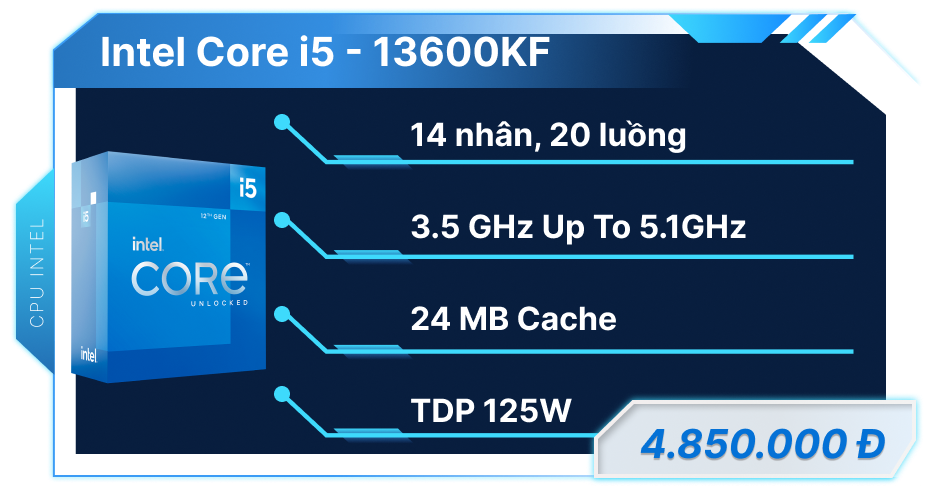 Intel Core i5 - 13600KF
14 nhân, 20 luồng
i5
12TH GEN
i5
3.5 GHz Up To 5.1GHz
CPU INTEL
intel
CORE
UNLOCKED
24 MB Cache
intel
TDP 125W
4.850.000 Đ